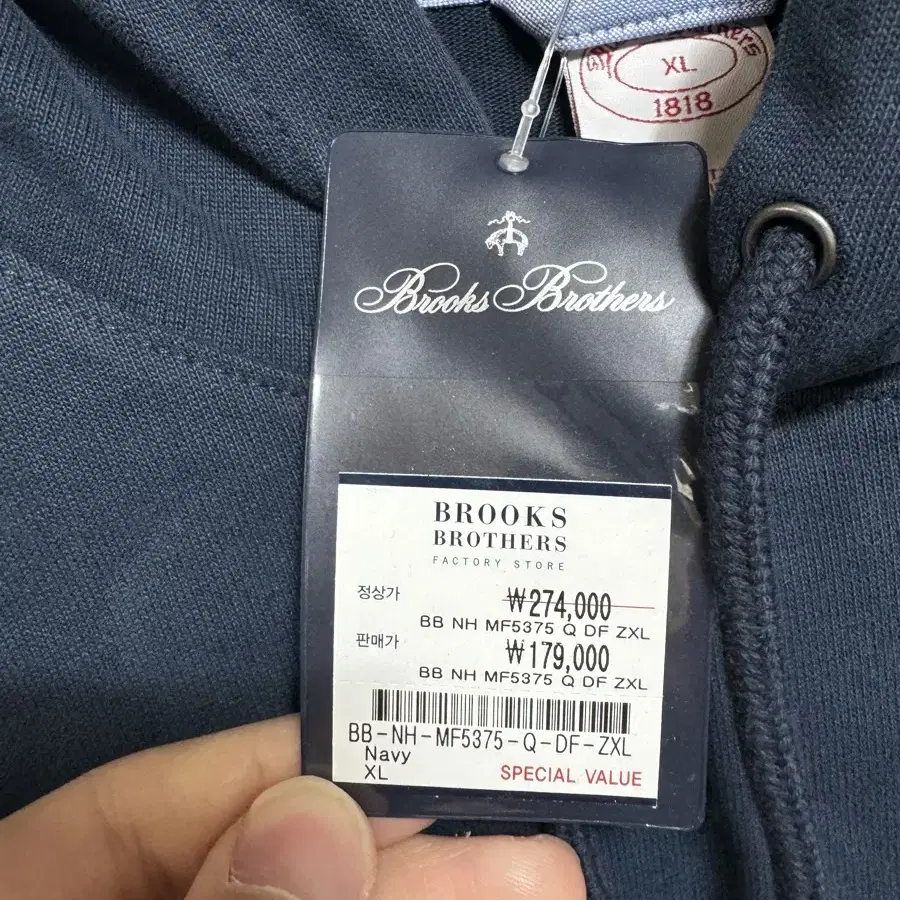 XL
1818
Brooks Brothers
BROOKS
BROTHERS
FACTORY STORE
정상가 ₩274,000
BB NH MF5375 Q DF ZXL
판매가 ₩179,000
BB NH MF5375 Q DF ZXL
BB-NH-MF5375-Q-DF-ZXL
Navy
XL SPECIAL VALUE